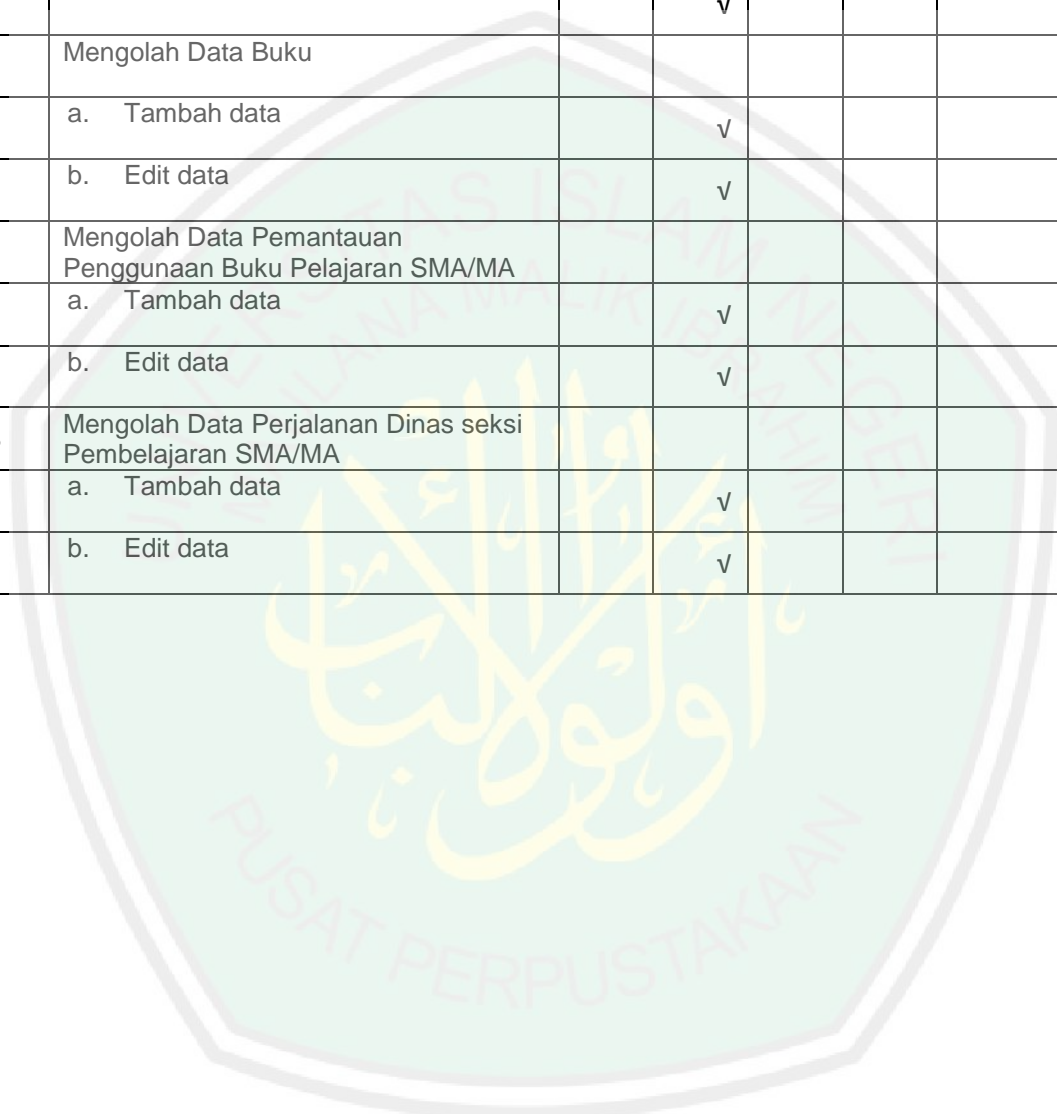 √
Mengolah Data Buku
a. Tambah data √
b. Edit data √
Mengolah Data Pemantauan
Penggunaan Buku Pelajaran SMA/MA
a. Tambah data √
b. Edit data √
Mengolah Data Perjalanan Dinas seksi
Pembelajaran SMA/MA
a. Tambah data √
b. Edit data √
UNIVERSITAS ISLAM NEGERI
MAULANA MALIK IBRAHIM
PUSAT PERPUSTAKAAN